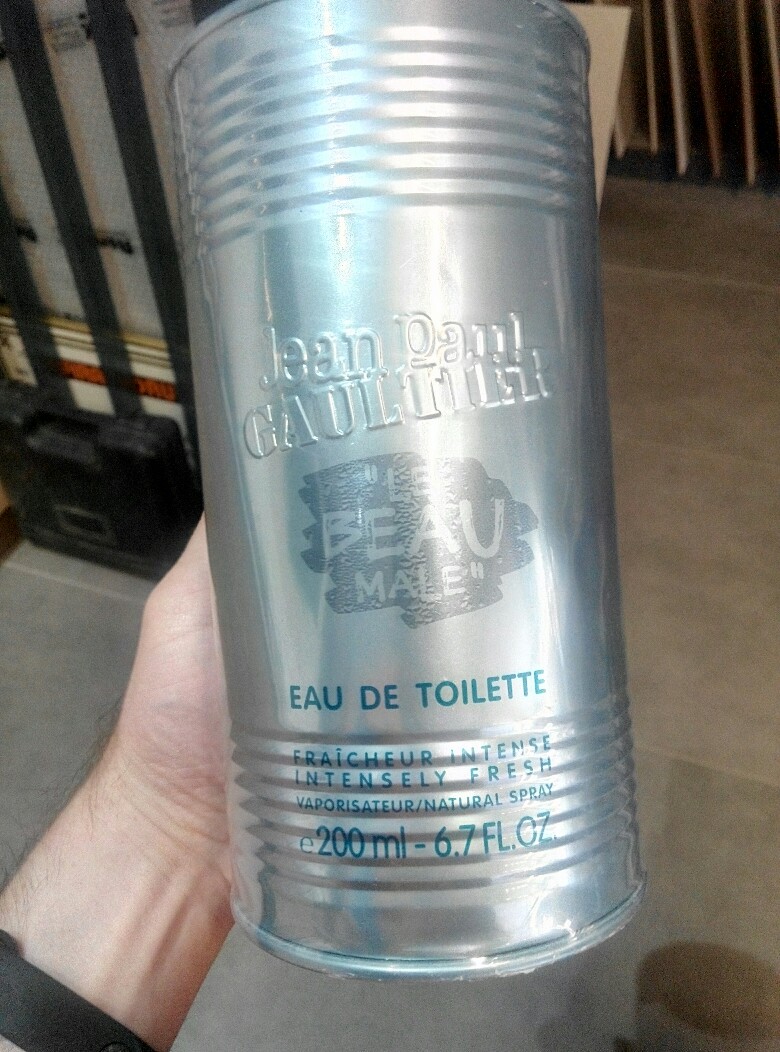 Jean Paul
GAULTIER
"LE
BEAU
MALE"
EAU DE TOILETTE
FRAÎCHEUR INTENSE
INTENSELY FRESH
VAPORISATEUR/NATURAL SPRAY
e 200 ml - 6.7 FL.OZ.